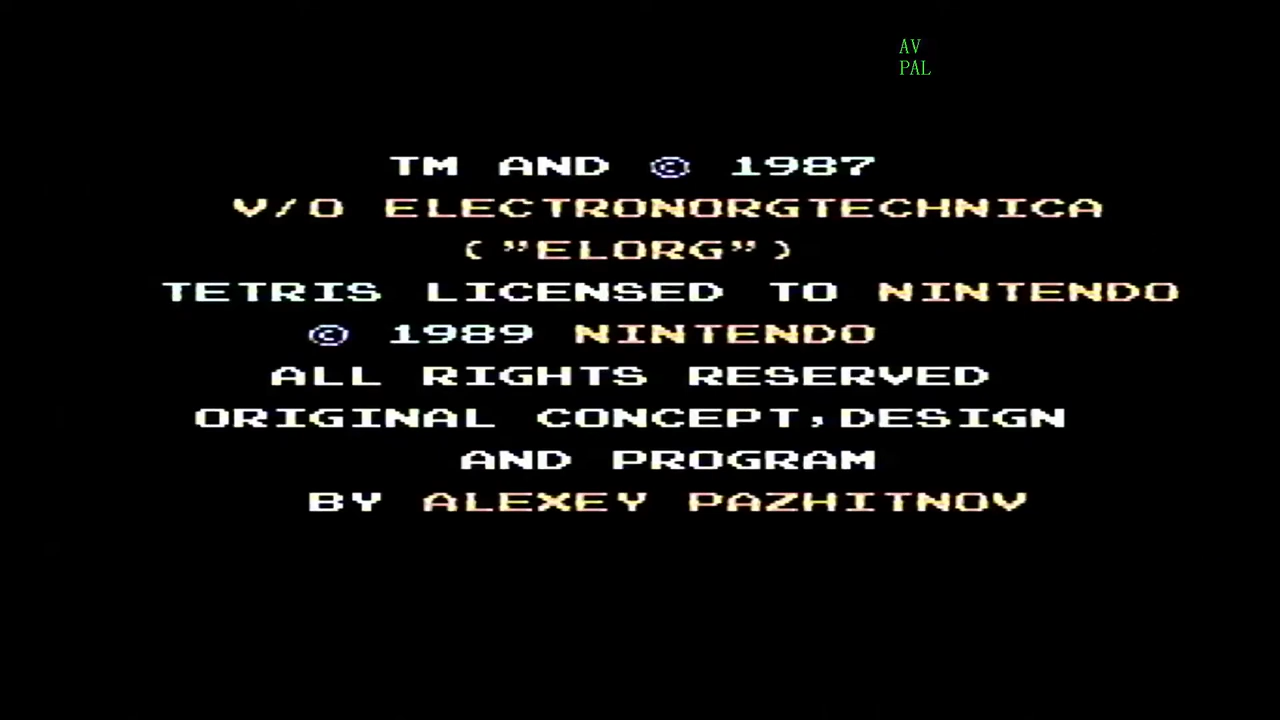 AV
PAL
TM AND © 1987
V/O ELECTRONORGTECHNICA
("ELORG")
TETRIS LICENSED TO NINTENDO
© 1989 NINTENDO
ALL RIGHTS RESERVED
ORIGINAL CONCEPT,DESIGN
AND PROGRAM
BY ALEXEY PAZHITNOV